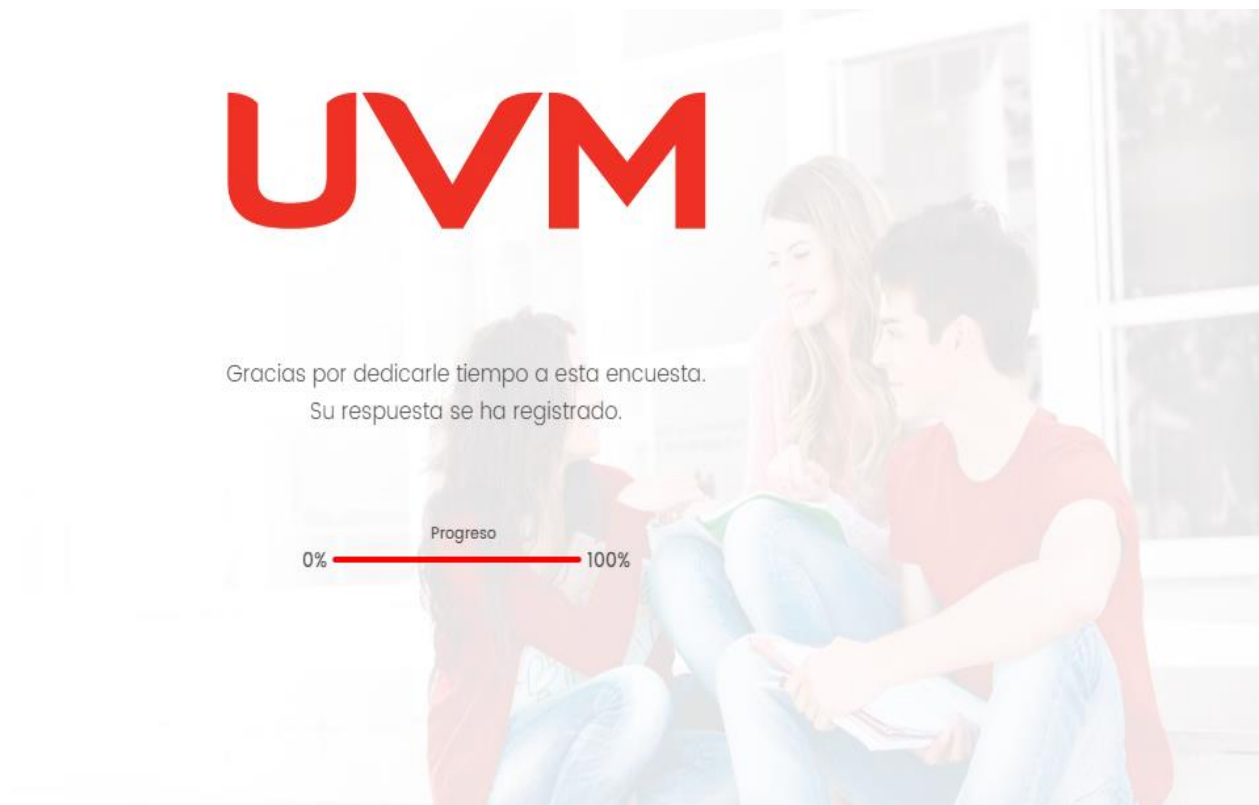 UVM
Gracias por dedicarle tiempo a esta encuesta.
Su respuesta se ha registrado.
Progreso
0% 100%